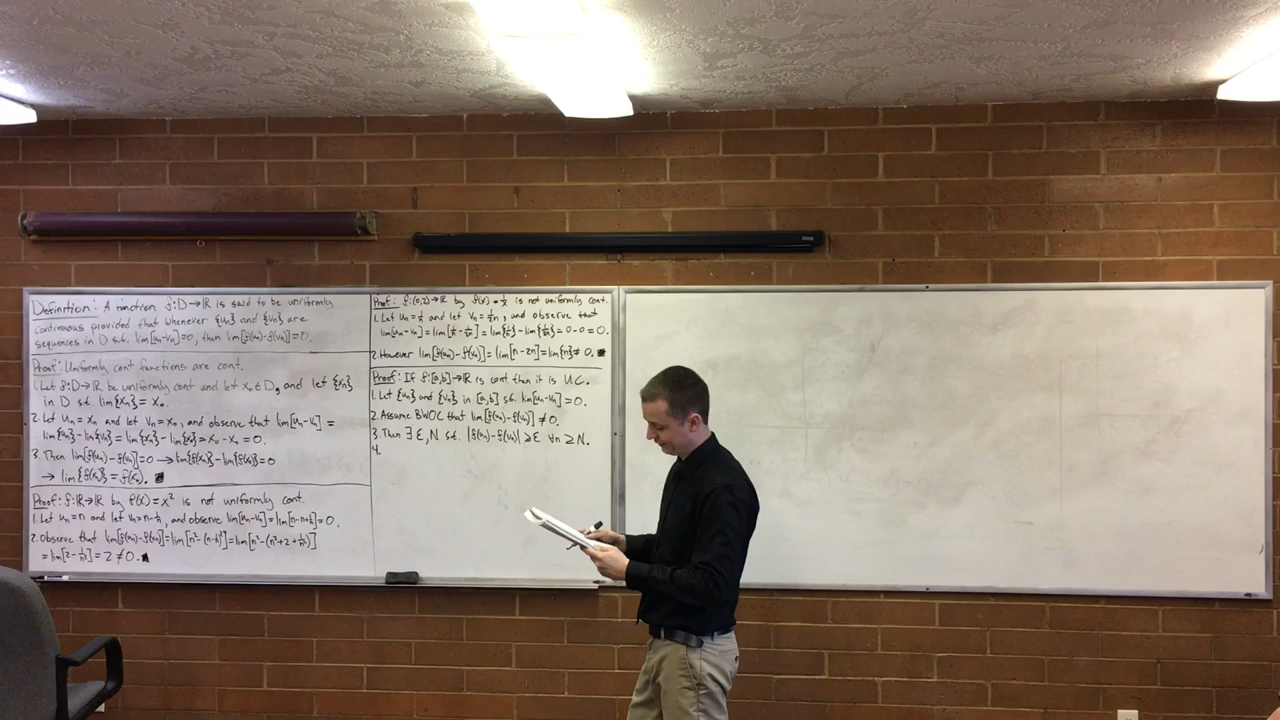 Definition: A function f:D→ℝ is said to be uniformly
continuous provided that whenever {un} and {vn} are
sequences in D s.t. lim[un-vn]=0, then lim[f(un)-f(vn)]=0.
Proof: Uniformly cont functions are cont.
1. Let f:D→ℝ be uniformly cont and let x₀ ∈ D, and let {xn}
in D s.t. lim{xn} = x₀.
2. Let un = xn and let vn = x₀, and observe that lim[un-vn] =
lim{un} - lim{vn} = lim{xn} - lim{x₀} = x₀ - x₀ = 0.
3. Then lim[f(un)-f(vn)]=0 → lim{f(xn)} - lim{f(x₀)} = 0
→ lim{f(xn)} = f(x₀). ■
Proof: f:ℝ→ℝ by f(x) = x² is not uniformly cont.
1. Let un = n and let vn = n-1/n, and observe lim[un-vn] = lim[n-n+1/n] = 0.
2. Observe that lim[f(un)-f(vn)] = lim[n²-(n-1/n)²] = lim[n²-(n²+2+1/n²)]
= lim[2-1/n²] = 2 ≠ 0. ■
Proof: f:(0,2)→ℝ by f(x) = 1/x is not uniformly cont.
1. Let un = 1/n and let vn = 1/2n, and observe that
lim[un-vn] = lim[1/n - 1/2n] = lim{1/n} - lim{1/2n} = 0-0 = 0.
2. However lim[f(un)-f(vn)] = lim[n-2n] = lim{n} ≠ 0. ■
Proof: If f:[a,b]→ℝ is cont then it is UC.
1. Let {un} and {vn} in [a,b] s.t. lim[un-vn] = 0.
2. Assume BWOC that lim[f(un)-f(vn)] ≠ 0.
3. Then ∃ ε, N s.t. |f(un)-f(vn)| ≥ ε ∀n ≥ N.
4.